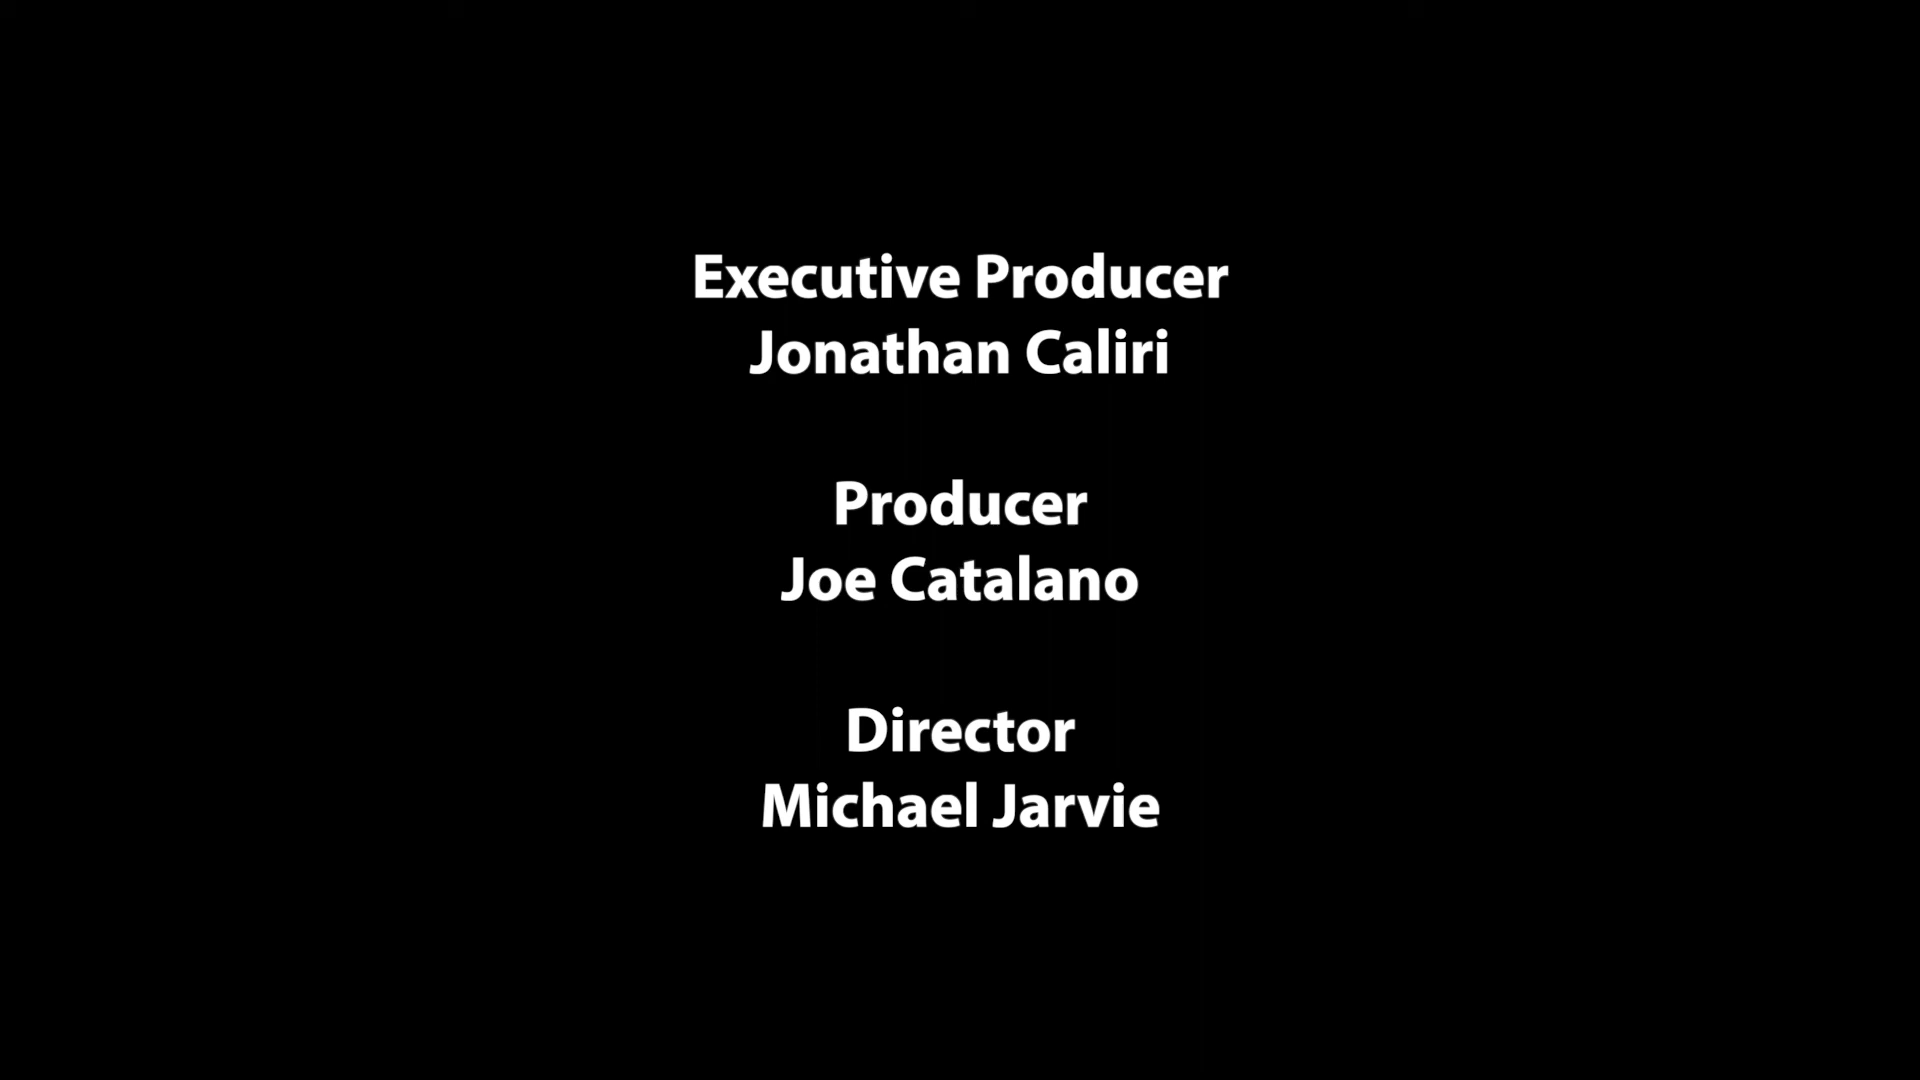 Executive Producer
Jonathan Caliri
Producer
Joe Catalano
Director
Michael Jarvie